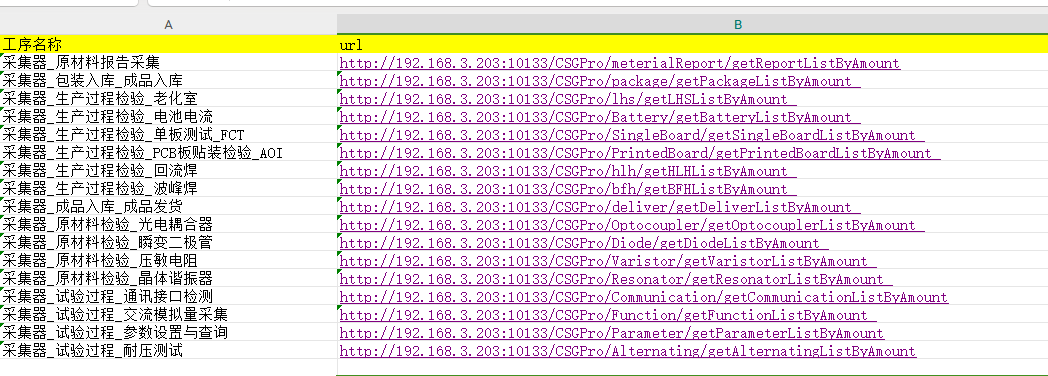 A B
工序名称 url
采集器_原材料报告采集 http://192.168.3.203:10133/CSGPro/meterialReport/getReportListByAmount
采集器_包装入库_成品入库 http://192.168.3.203:10133/CSGPro/package/getPackageListByAmount
采集器_生产过程检验_老化室 http://192.168.3.203:10133/CSGPro/lhs/getLHSListByAmount
采集器_生产过程检验_电池电流 http://192.168.3.203:10133/CSGPro/Battery/getBatteryListByAmount
采集器_生产过程检验_单板测试_FCT http://192.168.3.203:10133/CSGPro/SingleBoard/getSingleBoardListByAmount
采集器_生产过程检验_PCB板贴装检验_AOI http://192.168.3.203:10133/CSGPro/PrintedBoard/getPrintedBoardListByAmount
采集器_生产过程检验_回流焊 http://192.168.3.203:10133/CSGPro/hlh/getHLHListByAmount
采集器_生产过程检验_波峰焊 http://192.168.3.203:10133/CSGPro/bfh/getBFHListByAmount
采集器_成品入库_成品发货 http://192.168.3.203:10133/CSGPro/deliver/getDeliverListByAmount
采集器_原材料检验_光电耦合器 http://192.168.3.203:10133/CSGPro/Optocoupler/getOptocouplerListByAmount
采集器_原材料检验_瞬变二极管 http://192.168.3.203:10133/CSGPro/Diode/getDiodeListByAmount
采集器_原材料检验_压敏电阻 http://192.168.3.203:10133/CSGPro/Varistor/getVaristorListByAmount
采集器_原材料检验_晶体谐振器 http://192.168.3.203:10133/CSGPro/Resonator/getResonatorListByAmount
采集器_试验过程_通讯接口检测 http://192.168.3.203:10133/CSGPro/Communication/getCommunicationListByAmount
采集器_试验过程_交流模拟量采集 http://192.168.3.203:10133/CSGPro/Function/getFunctionListByAmount
采集器_试验过程_参数设置与查询 http://192.168.3.203:10133/CSGPro/Parameter/getParameterListByAmount
采集器_试验过程_耐压测试 http://192.168.3.203:10133/CSGPro/Alternating/getAlternatingListByAmount